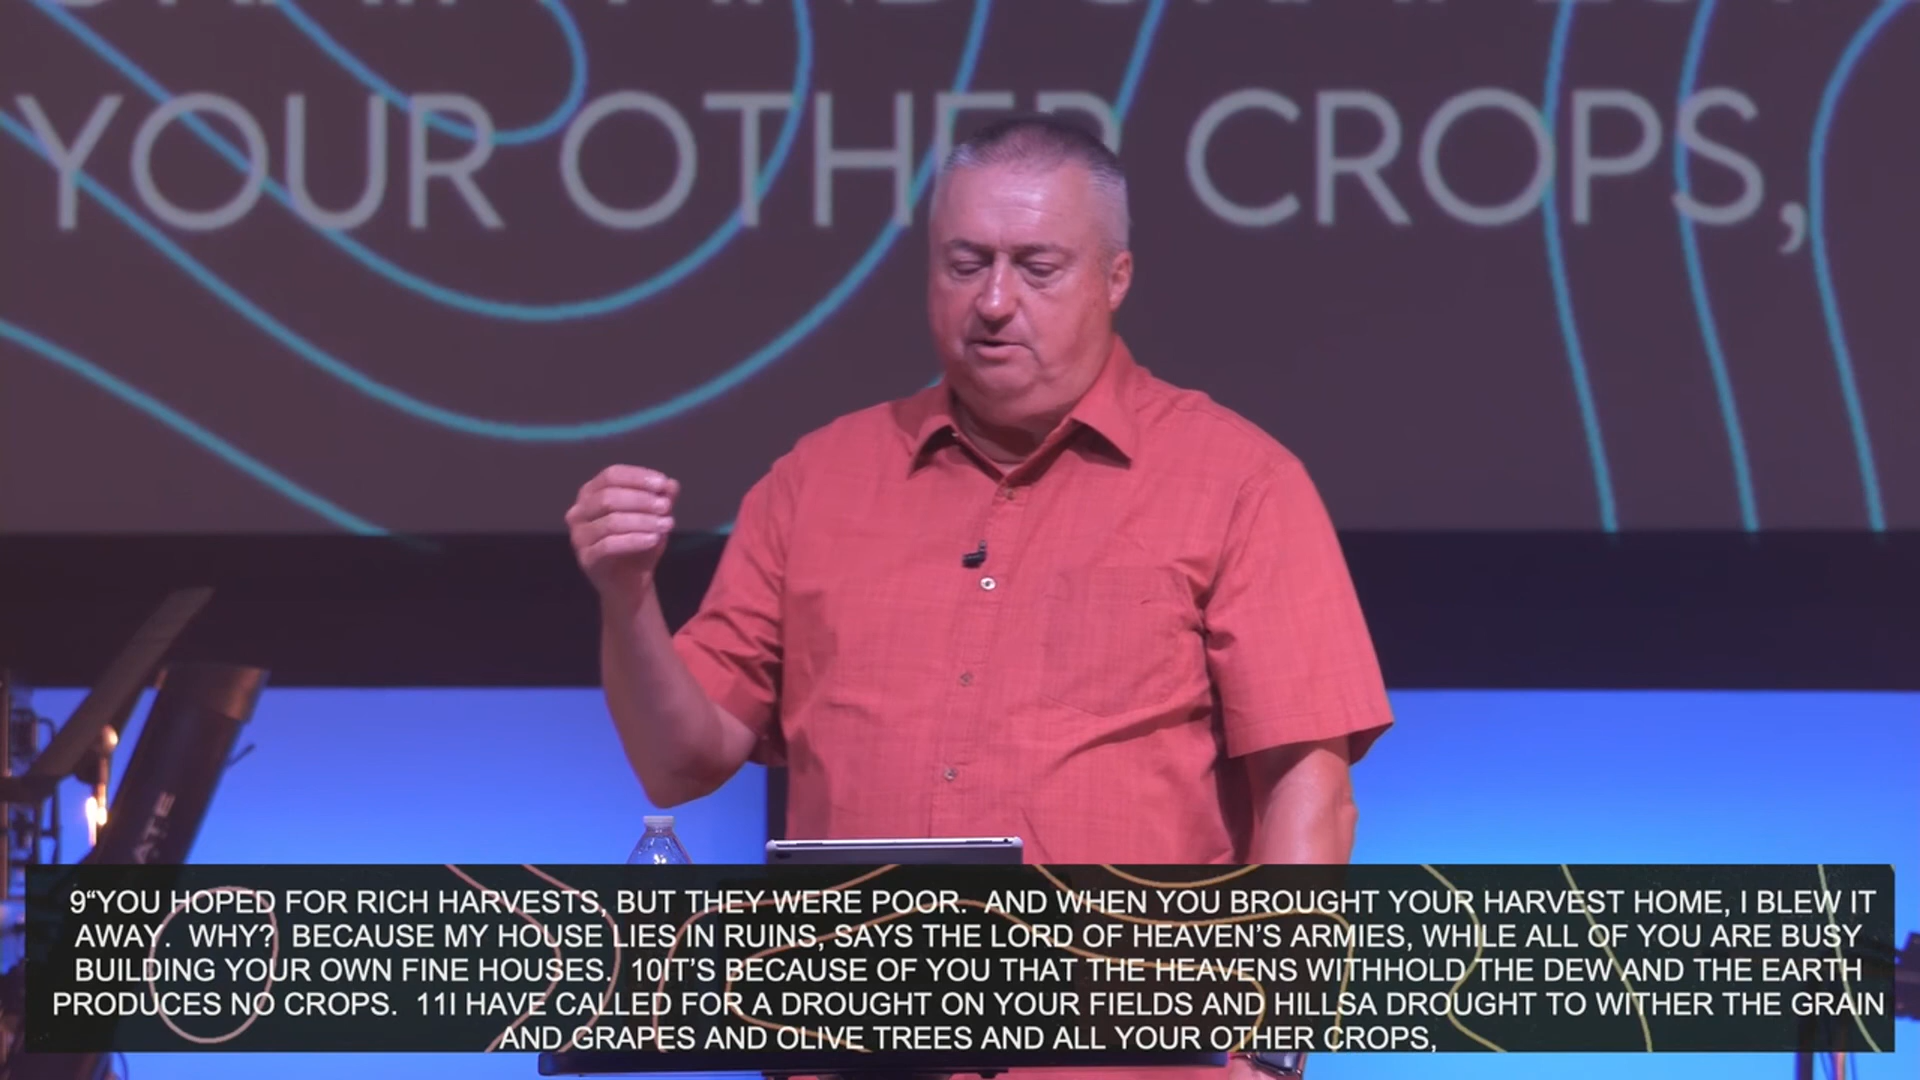 YOUR OTHER CROPS,
ATE
9“YOU HOPED FOR RICH HARVESTS, BUT THEY WERE POOR.  AND WHEN YOU BROUGHT YOUR HARVEST HOME, I BLEW IT
AWAY.  WHY?  BECAUSE MY HOUSE LIES IN RUINS, SAYS THE LORD OF HEAVEN’S ARMIES, WHILE ALL OF YOU ARE BUSY
BUILDING YOUR OWN FINE HOUSES.  10IT’S BECAUSE OF YOU THAT THE HEAVENS WITHHOLD THE DEW AND THE EARTH
PRODUCES NO CROPS.  11I HAVE CALLED FOR A DROUGHT ON YOUR FIELDS AND HILLSA DROUGHT TO WITHER THE GRAIN
AND GRAPES AND OLIVE TREES AND ALL YOUR OTHER CROPS,